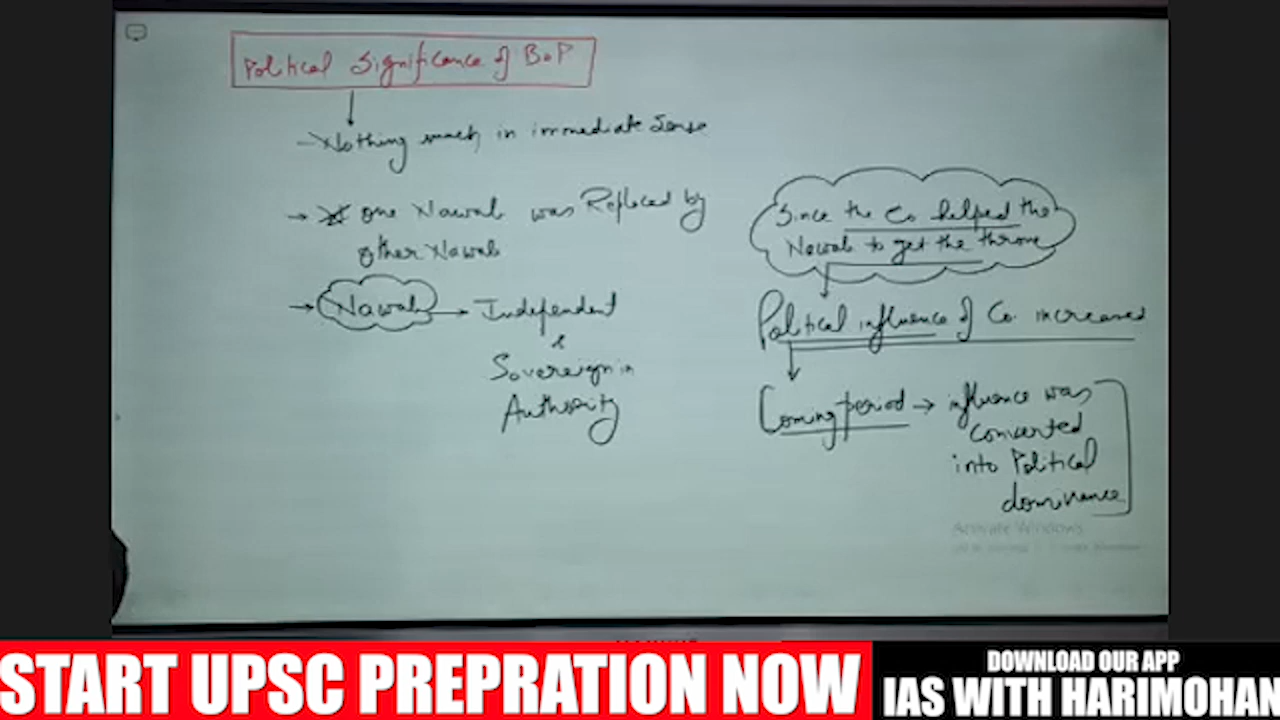 Political Significance of BoP
- Nothing much in immediate sense
→ one Nawab was Replaced by
other Nawab
→ Nawab → Independent
&
Sovereign in
Authority
Since the Co helped the
Nawab to get the throne
Political influence of Co. increased
Coming period → influence was
converted
into Political
dominance
Activate Windows
START UPSC PREPRATION NOW
DOWNLOAD OUR APP
IAS WITH HARIMOHAN